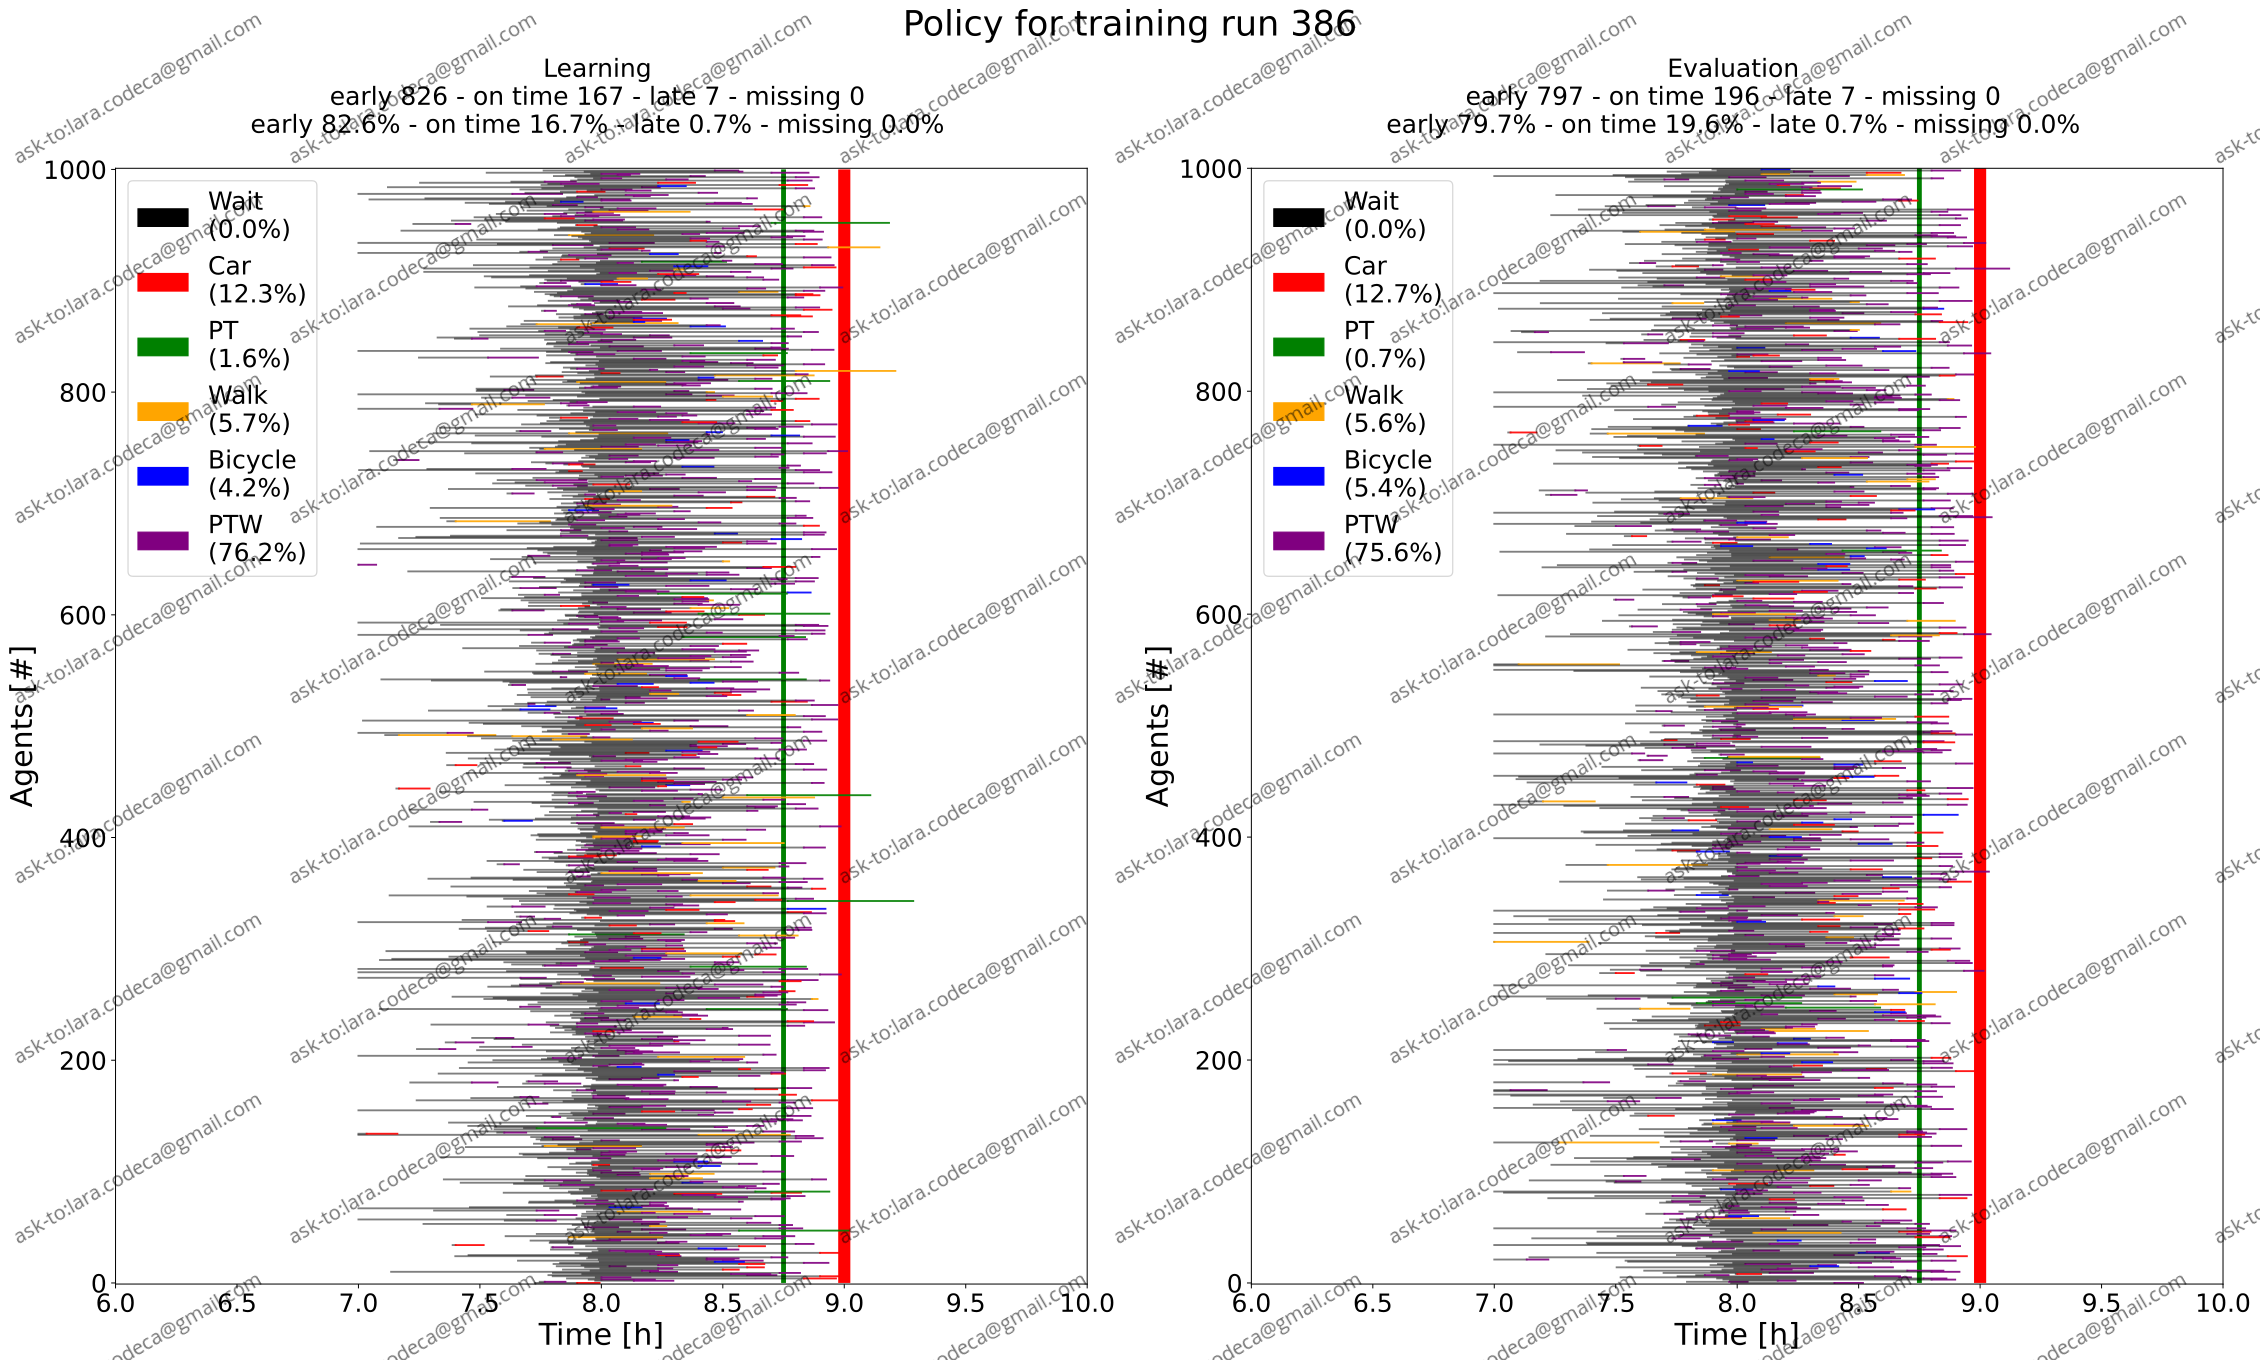 Policy for training run 386
Learning
early 826 - on time 167 - late 7 - missing 0
early 82.6% - on time 16.7% - late 0.7% - missing 0.0%
Wait
(0.0%)
Car
(12.3%)
PT
(1.6%)
Walk
(5.7%)
Bicycle
(4.2%)
PTW
(76.2%)
1000
800
600
400
200
0
Agents [#]
6.0 6.5 7.0 7.5 8.0 8.5 9.0 9.5 10.0
Time [h]
Evaluation
early 797 - on time 196 - late 7 - missing 0
early 79.7% - on time 19.6% - late 0.7% - missing 0.0%
Wait
(0.0%)
Car
(12.7%)
PT
(0.7%)
Walk
(5.6%)
Bicycle
(5.4%)
PTW
(75.6%)
1000
800
600
400
200
0
Agents [#]
6.0 6.5 7.0 7.5 8.0 8.5 9.0 9.5 10.0
Time [h]
ask-to:lara.codeca@gmail.com